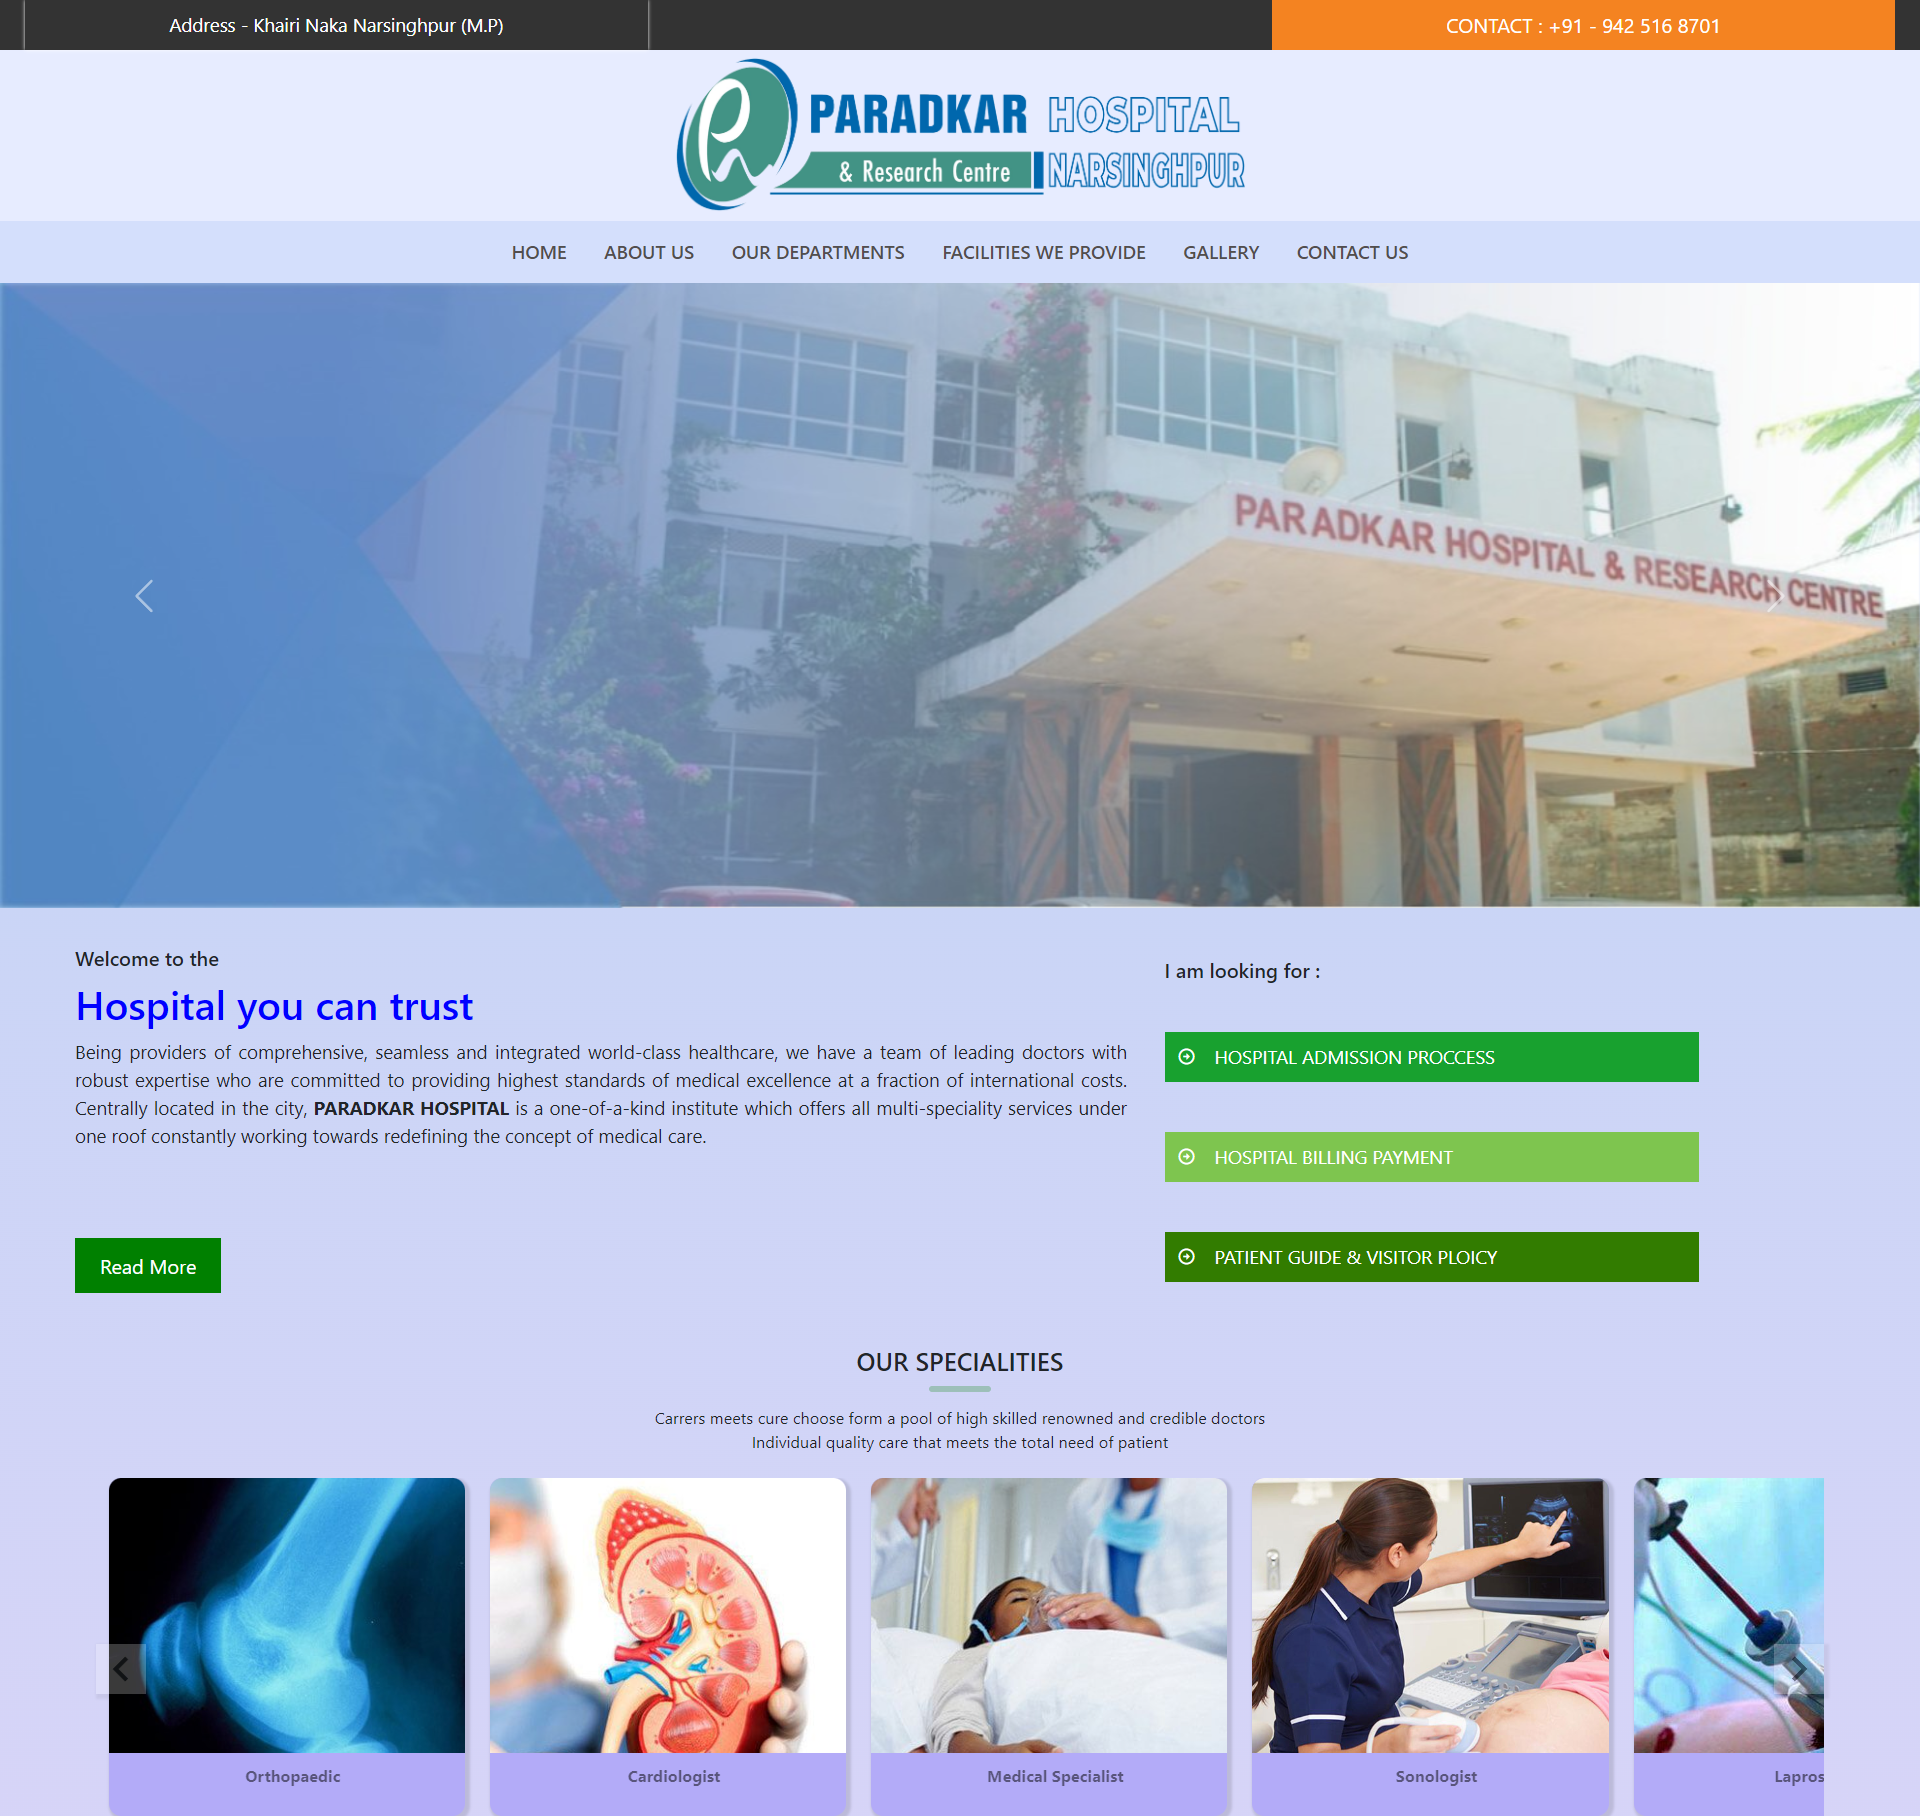 Address - Khairi Naka Narsinghpur (M.P)
CONTACT : +91 - 942 516 8701
PARADKAR HOSPITAL
& Research Centre NARSINGHPUR
HOME ABOUT US OUR DEPARTMENTS FACILITIES WE PROVIDE GALLERY CONTACT US
PARADKAR HOSPITAL & RESEARCH CENTRE
Welcome to the
Hospital you can trust
Being providers of comprehensive, seamless and integrated world-class healthcare, we have a team of leading doctors with
robust expertise who are committed to providing highest standards of medical excellence at a fraction of international costs.
Centrally located in the city, PARADKAR HOSPITAL is a one-of-a-kind institute which offers all multi-speciality services under
one roof constantly working towards redefining the concept of medical care.
Read More
I am looking for :
HOSPITAL ADMISSION PROCCESS
HOSPITAL BILLING PAYMENT
PATIENT GUIDE & VISITOR PLOICY
OUR SPECIALITIES
Carrers meets cure choose form a pool of high skilled renowned and credible doctors
Individual quality care that meets the total need of patient
Orthopaedic
Cardiologist
Medical Specialist
Sonologist
Lapros